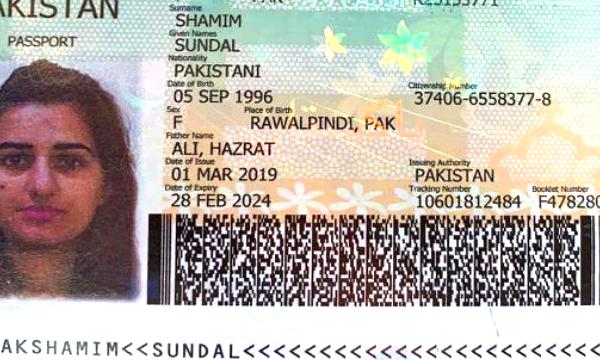 AKISTAN
PASSPORT
Surname
SHAMIM
Given Names
SUNDAL
Nationality
PAKISTANI
Date of Birth Citizenship Number
05 SEP 1996 37406-6558377-8
Sex Place of Birth
F RAWALPINDI, PAK
Father Name
ALI, HAZRAT
Date of Issue Issuing Authority
01 MAR 2019 PAKISTAN
Date of Expiry Tracking Number Booklet Number
28 FEB 2024 10601812484 F478280
AKSHAMIM<<SUNDAL<<<<<<<<<<<<<<<<<<<<<